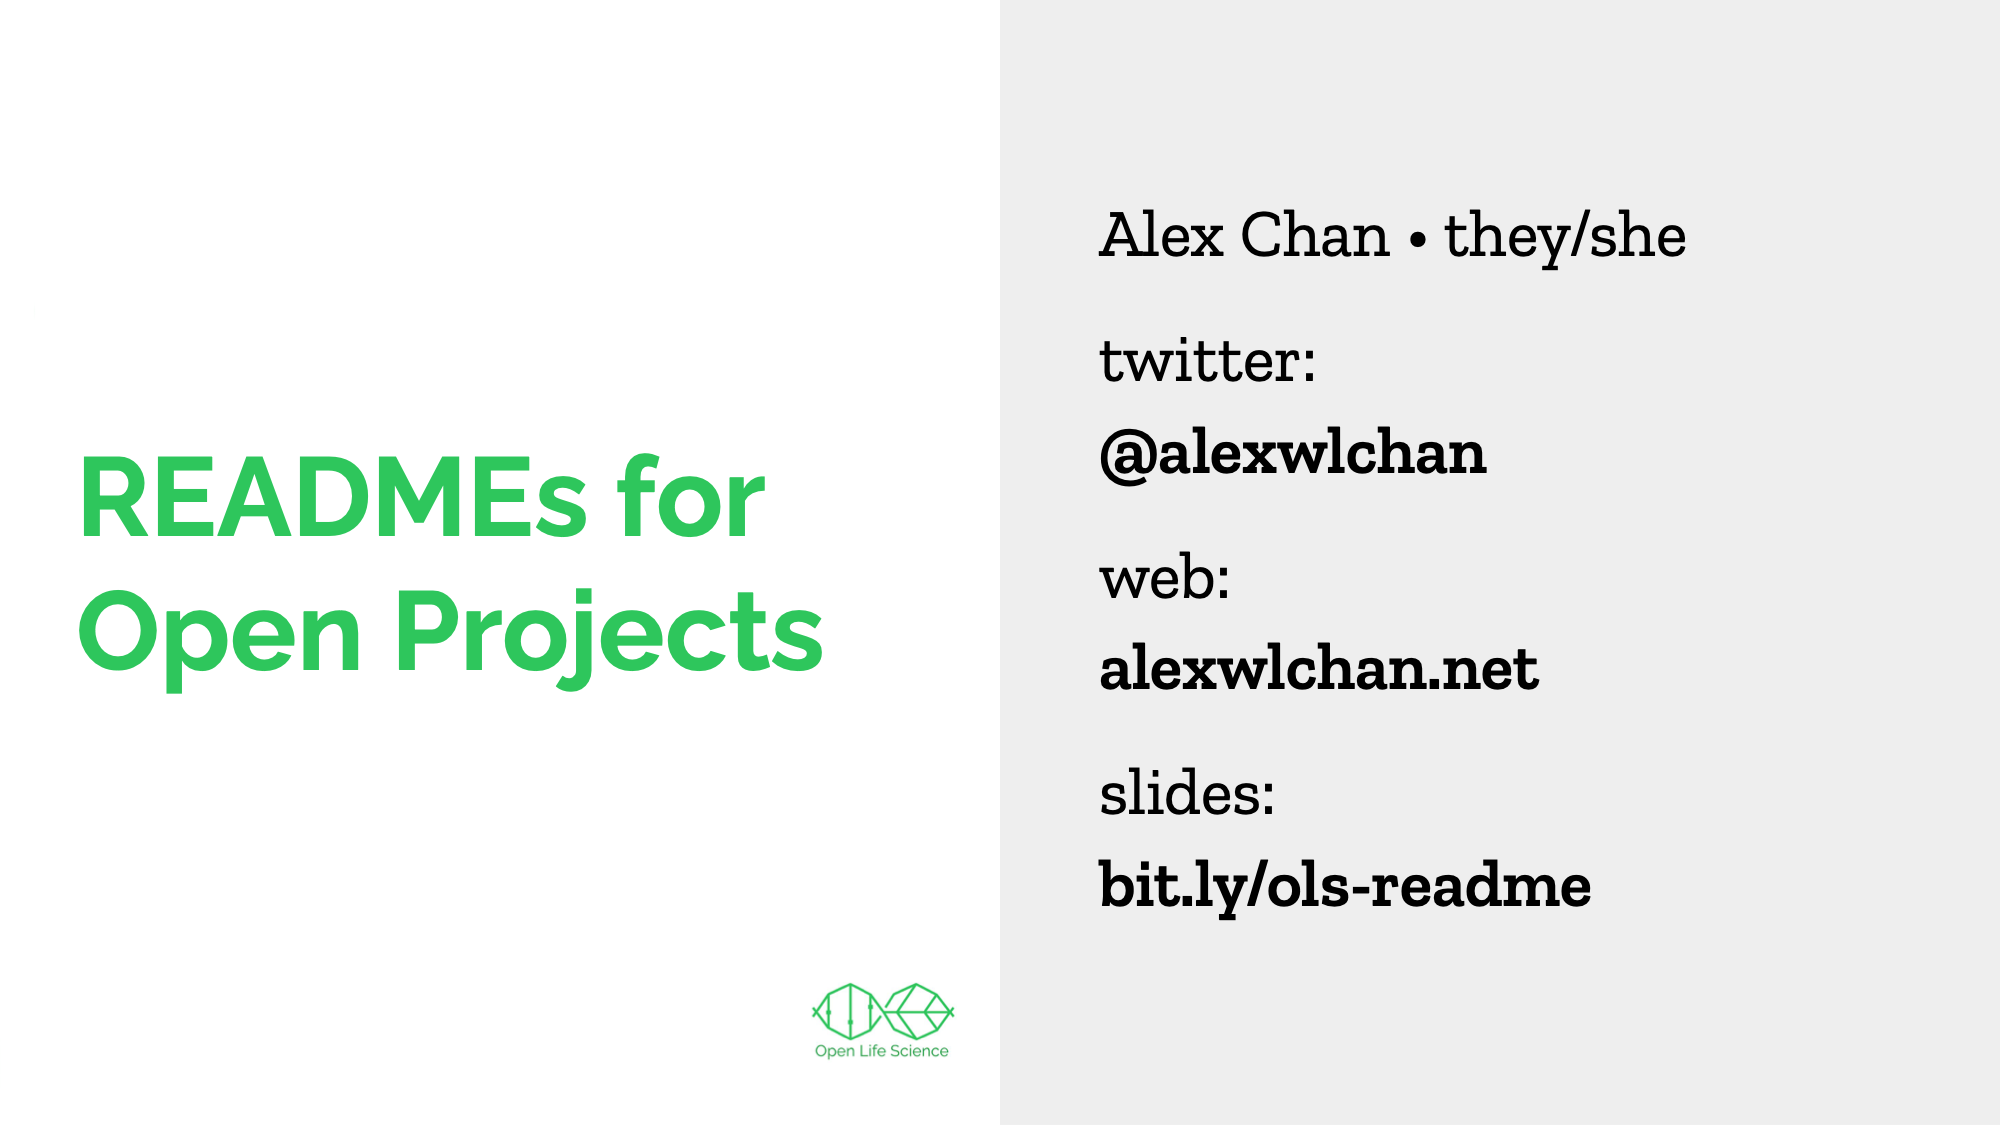 READMEs for
Open Projects
Open Life Science
Alex Chan • they/she
twitter:
@alexwlchan
web:
alexwlchan.net
slides:
bit.ly/ols-readme